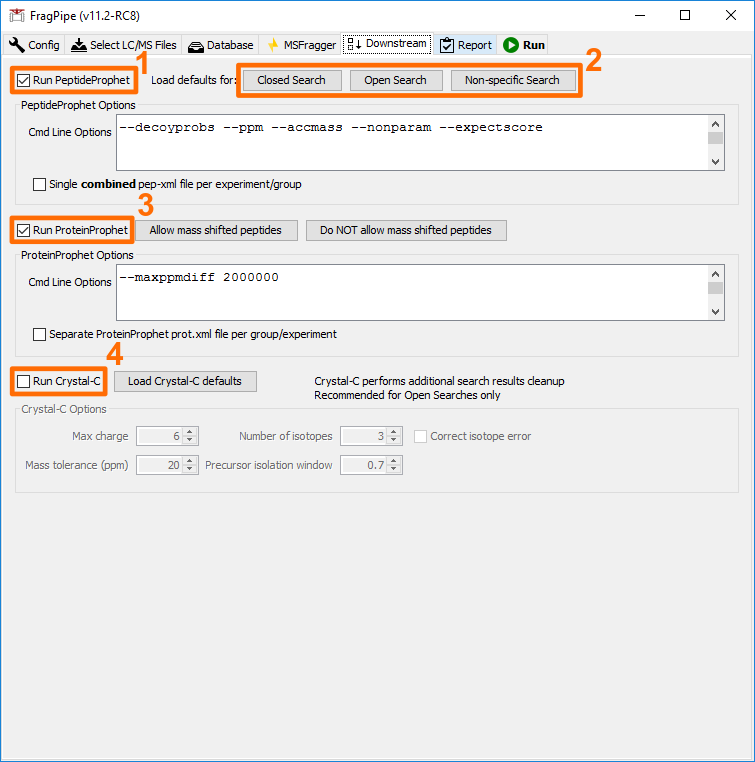 FragPipe (v11.2-RC8)
Config Select LC/MS Files Database MSFragger Downstream Report Run
1 2
Run PeptideProphet Load defaults for: Closed Search Open Search Non-specific Search
PeptideProphet Options
Cmd Line Options --decoyprobs --ppm --accmass --nonparam --expectscore
Single combined pep-xml file per experiment/group
3
Run ProteinProphet Allow mass shifted peptides Do NOT allow mass shifted peptides
ProteinProphet Options
Cmd Line Options --maxppmdiff 2000000
Separate ProteinProphet prot.xml file per group/experiment
4
Run Crystal-C Load Crystal-C defaults Crystal-C performs additional search results cleanup
Recommended for Open Searches only
Crystal-C Options
Max charge 6 Number of isotopes 3 Correct isotope error
Mass tolerance (ppm) 20 Precursor isolation window 0.7